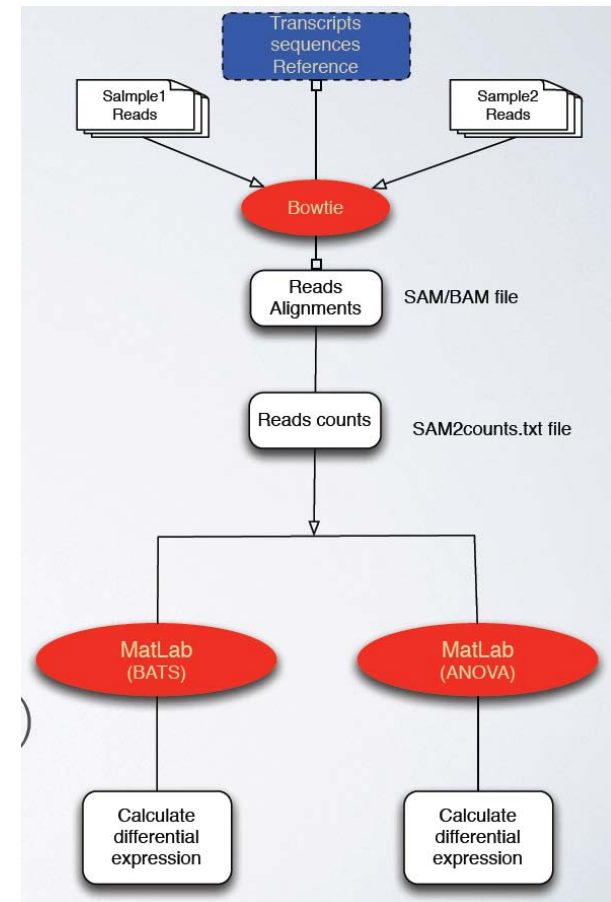 Transcripts
sequences
Reference
Salmple1
Reads
Sample2
Reads
Bowtie
Reads
Alignments
SAM/BAM file
Reads counts
SAM2counts.txt file
MatLab
(BATS)
MatLab
(ANOVA)
Calculate
differential
expression
Calculate
differential
expression